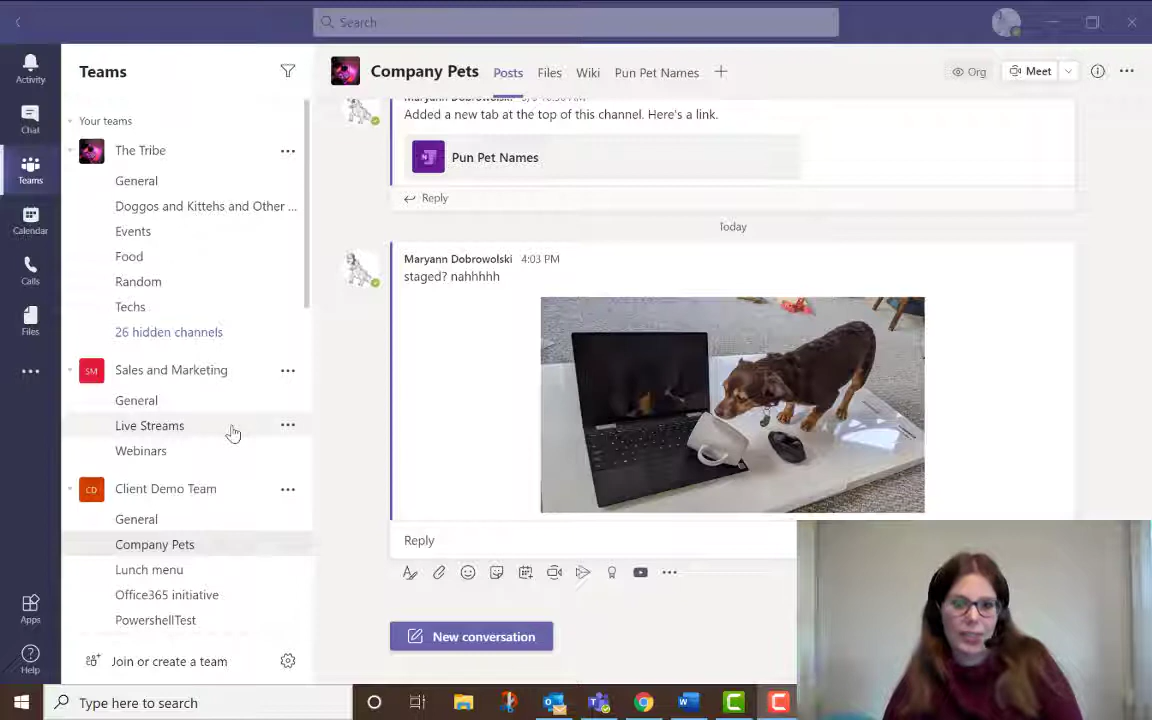 Search
Activity
Chat
Teams
Calendar
Calls
Files
Apps
Help
Teams
Your teams
The Tribe
General
Doggos and Kittehs and Other ...
Events
Food
Random
Techs
26 hidden channels
SM Sales and Marketing
General
Live Streams
Webinars
CD Client Demo Team
General
Company Pets
Lunch menu
Office365 initiative
PowershellTest
Join or create a team
Company Pets Posts Files Wiki Pun Pet Names Org Meet
Maryann Dobrowolski
Added a new tab at the top of this channel. Here's a link.
N Pun Pet Names
Reply
Today
Maryann Dobrowolski 4:03 PM
staged? nahhhhh
Reply
New conversation
Type here to search